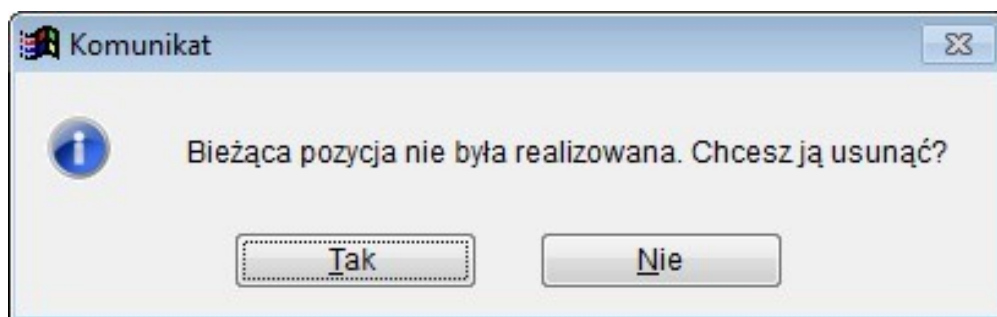 Komunikat
Bieżąca pozycja nie była realizowana. Chcesz ją usunąć?
Tak
Nie